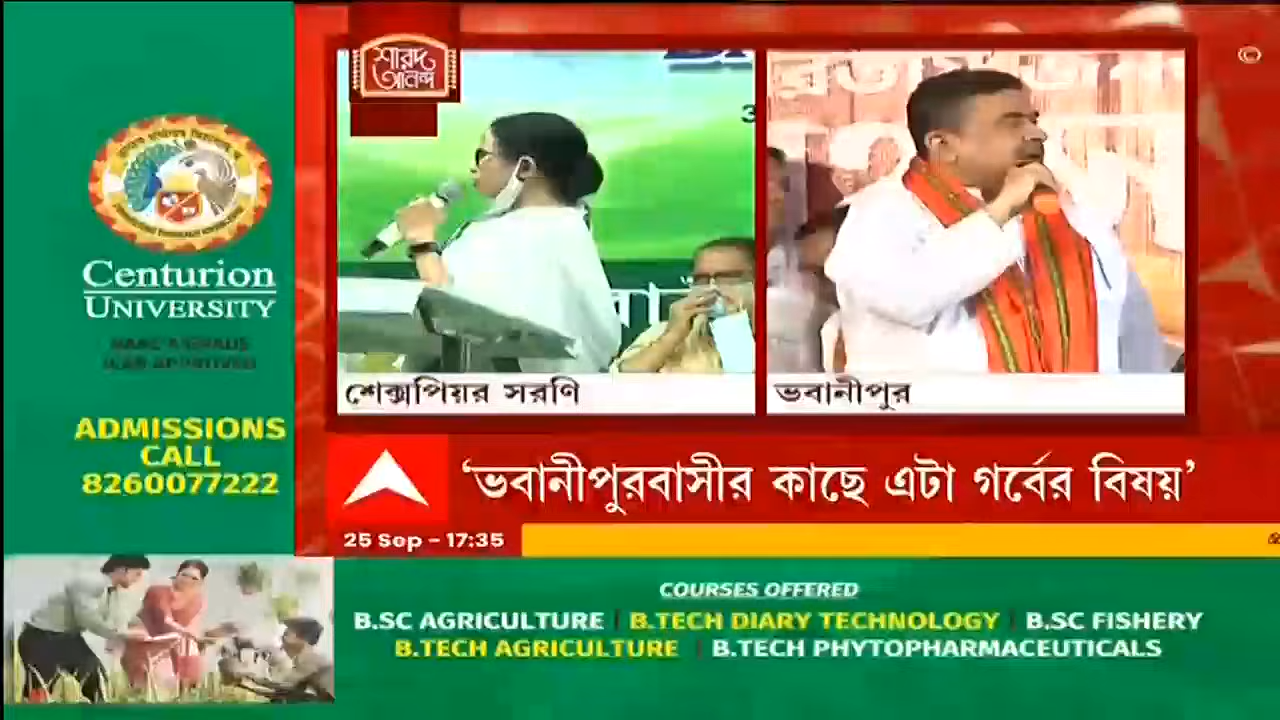 শারদ
আনন্দ
©
Centurion
UNIVERSITY
ADMISSIONS
CALL
8260077222
শেক্সপিয়র সরণি
ভবানীপুর
‘ভবানীপুরবাসীর কাছে এটা গর্বের বিষয়’
25 Sep - 17:35
COURSES OFFERED
B.SC AGRICULTURE | B.TECH DIARY TECHNOLOGY | B.SC FISHERY
B.TECH AGRICULTURE | B.TECH PHYTOPHARMACEUTICALS